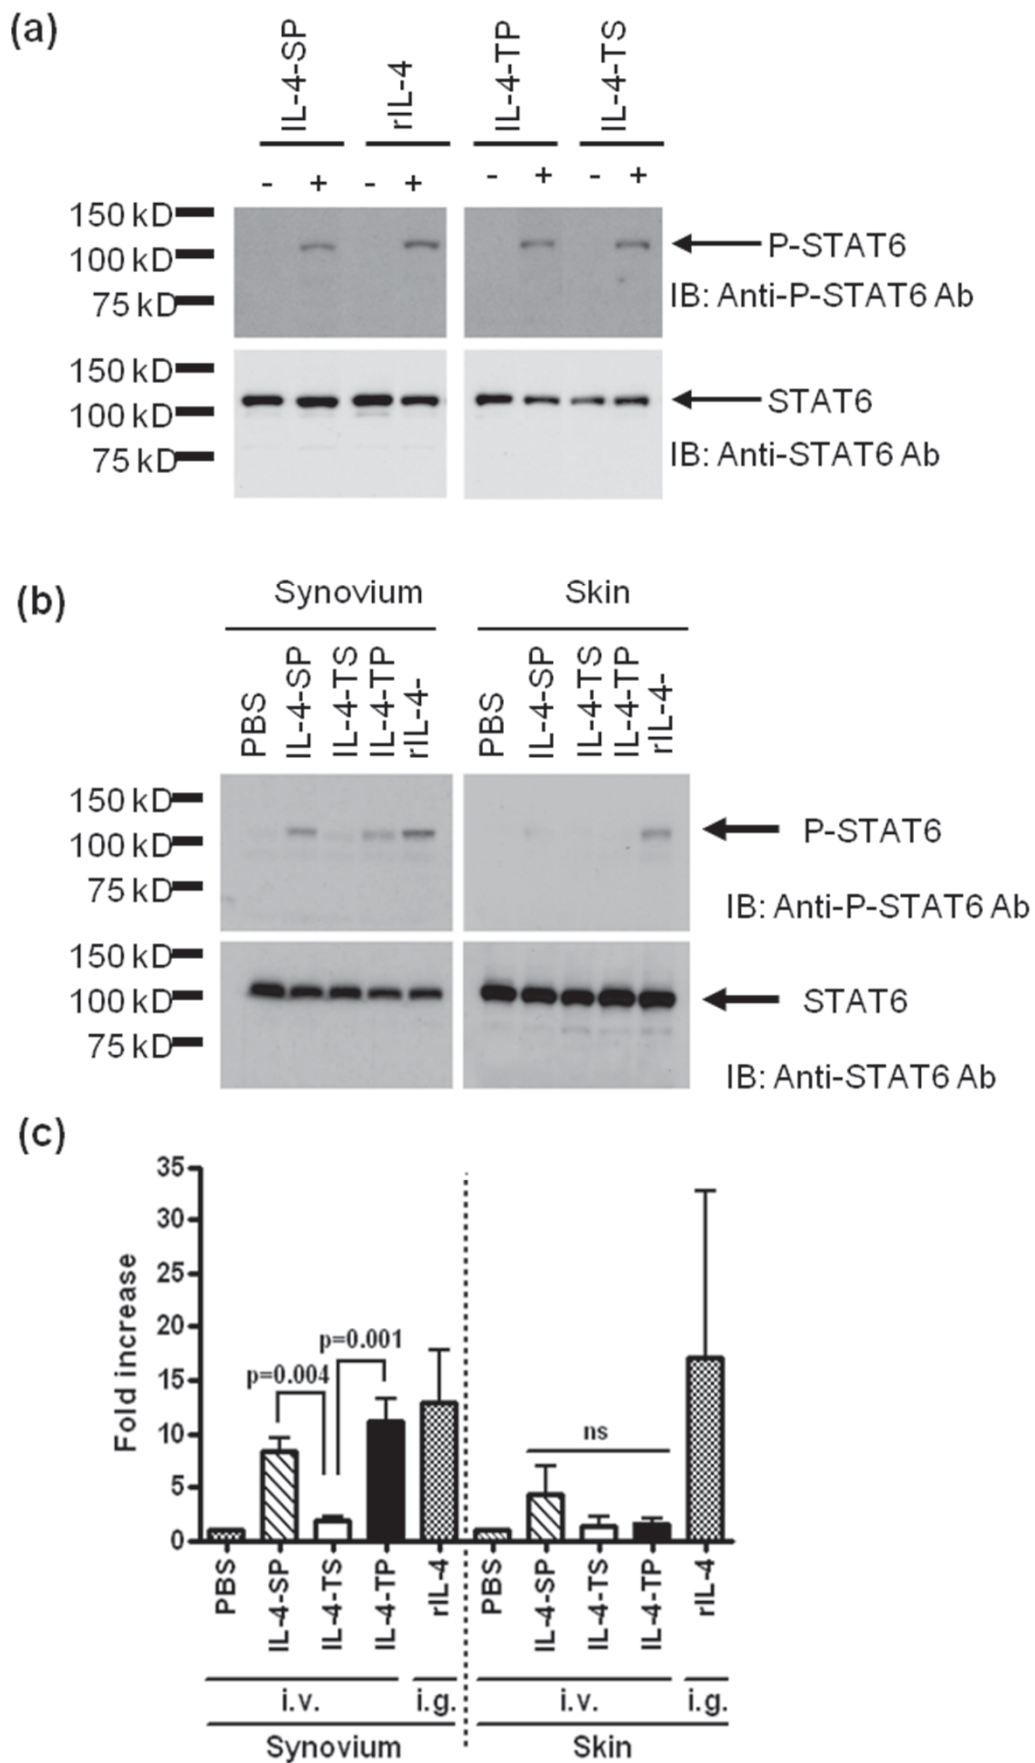 (a)
IL-4-SP
rIL-4
IL-4-TP
IL-4-TS
- + - + - + - +
150 kD
100 kD
75 kD
P-STAT6
IB: Anti-P-STAT6 Ab
150 kD
100 kD
75 kD
STAT6
IB: Anti-STAT6 Ab
(b)
Synovium
Skin
PBS
IL-4-SP
IL-4-TS
IL-4-TP
rIL-4-
PBS
IL-4-SP
IL-4-TS
IL-4-TP
rIL-4-
150 kD
100 kD
75 kD
P-STAT6
IB: Anti-P-STAT6 Ab
150 kD
100 kD
75 kD
STAT6
IB: Anti-STAT6 Ab
(c)
Fold increase
35
30
25
20
15
10
5
0
p=0.004
p=0.001
ns
PBS
IL-4-SP
IL-4-TS
IL-4-TP
rIL-4
PBS
IL-4-SP
IL-4-TS
IL-4-TP
rIL-4
i.v. i.g. i.v. i.g.
Synovium Skin